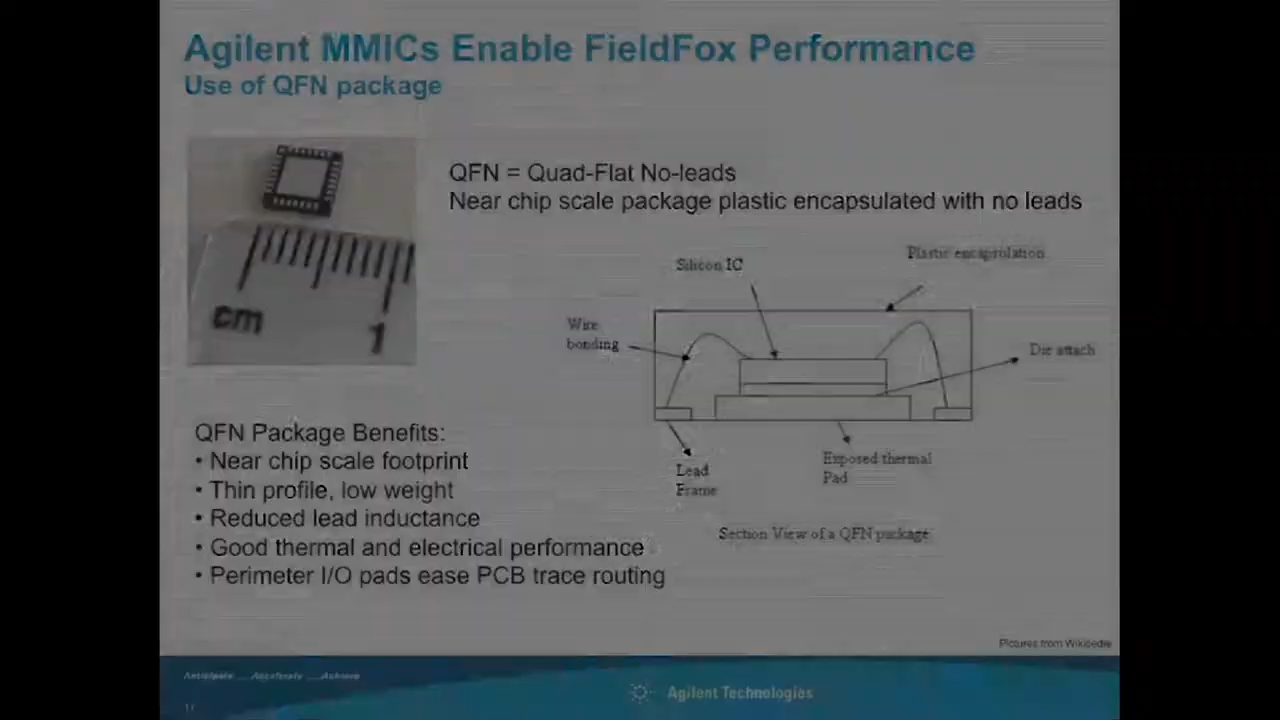 Agilent MMICs Enable FieldFox Performance
Use of QFN package
QFN = Quad-Flat No-leads
Near chip scale package plastic encapsulated with no leads
cm
1
Silicon IC
Plastic encapsulation
Wire
bonding
Die attach
Lead
Frame
Exposed thermal
Pad
Section View of a QFN package
QFN Package Benefits:
• Near chip scale footprint
• Thin profile, low weight
• Reduced lead inductance
• Good thermal and electrical performance
• Perimeter I/O pads ease PCB trace routing
Pictures from Wikipedia
Anticipate ___Accelerate ___Achieve
Agilent Technologies